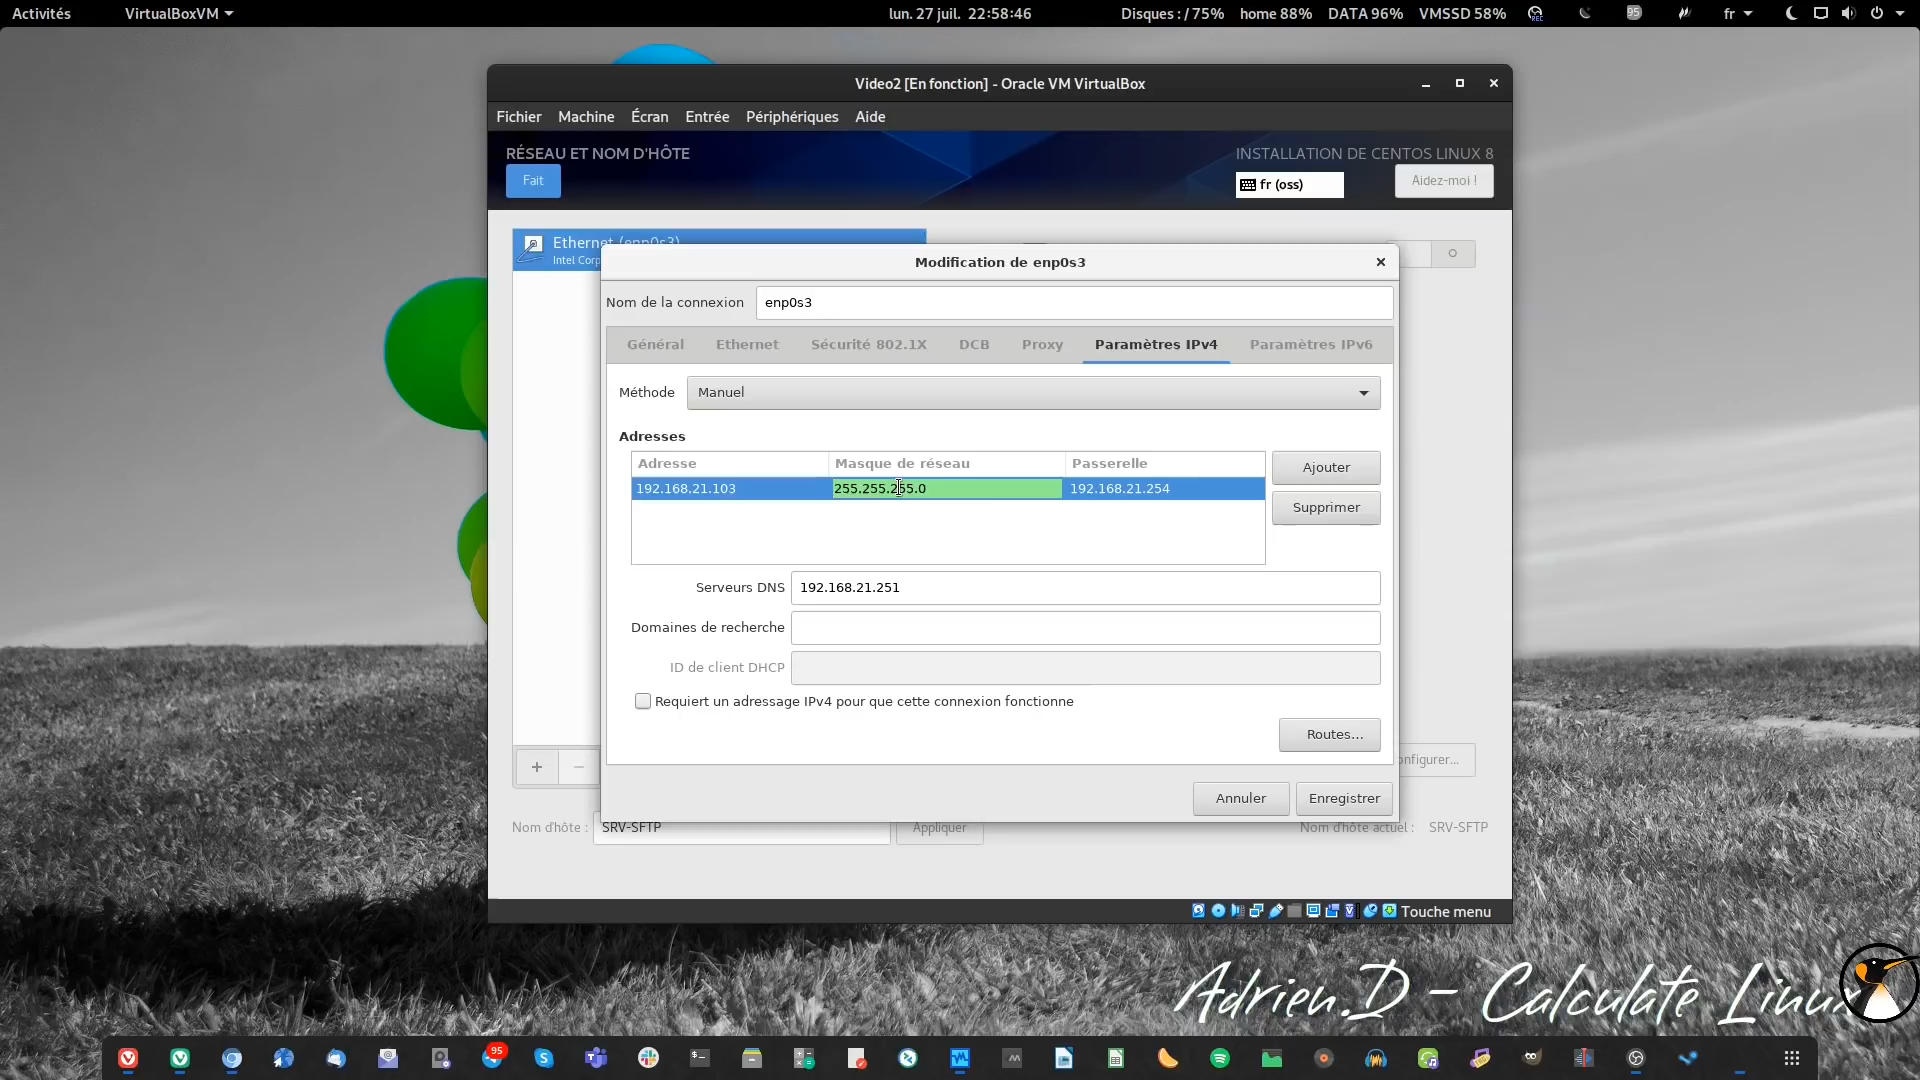 Activités
VirtualBoxVM
lun. 27 juil. 22:58:46
Disques : / 75% home 88% DATA 96% VMSSD 58%
REC
95
fr
Video2 [En fonction] - Oracle VM VirtualBox
Fichier Machine Écran Entrée Périphériques Aide
RÉSEAU ET NOM D'HÔTE
INSTALLATION DE CENTOS LINUX 8
Fait
fr (oss)
Aidez-moi !
Ethernet (enp0s3)
Intel Corp
Modification de enp0s3
Nom de la connexion
enp0s3
Général Ethernet Sécurité 802.1X DCB Proxy Paramètres IPv4 Paramètres IPv6
Méthode
Manuel
Adresses
Adresse Masque de réseau Passerelle
192.168.21.103 255.255.255.0 192.168.21.254
Ajouter
Supprimer
Serveurs DNS
192.168.21.251
Domaines de recherche
ID de client DHCP
Requiert un adressage IPv4 pour que cette connexion fonctionne
Routes...
onfigurer...
Annuler
Enregistrer
Nom d'hôte :
SRV-SFTP
Appliquer
Nom d'hôte actuel :
SRV-SFTP
Touche menu
Adrien.D - Calculate Linux
95